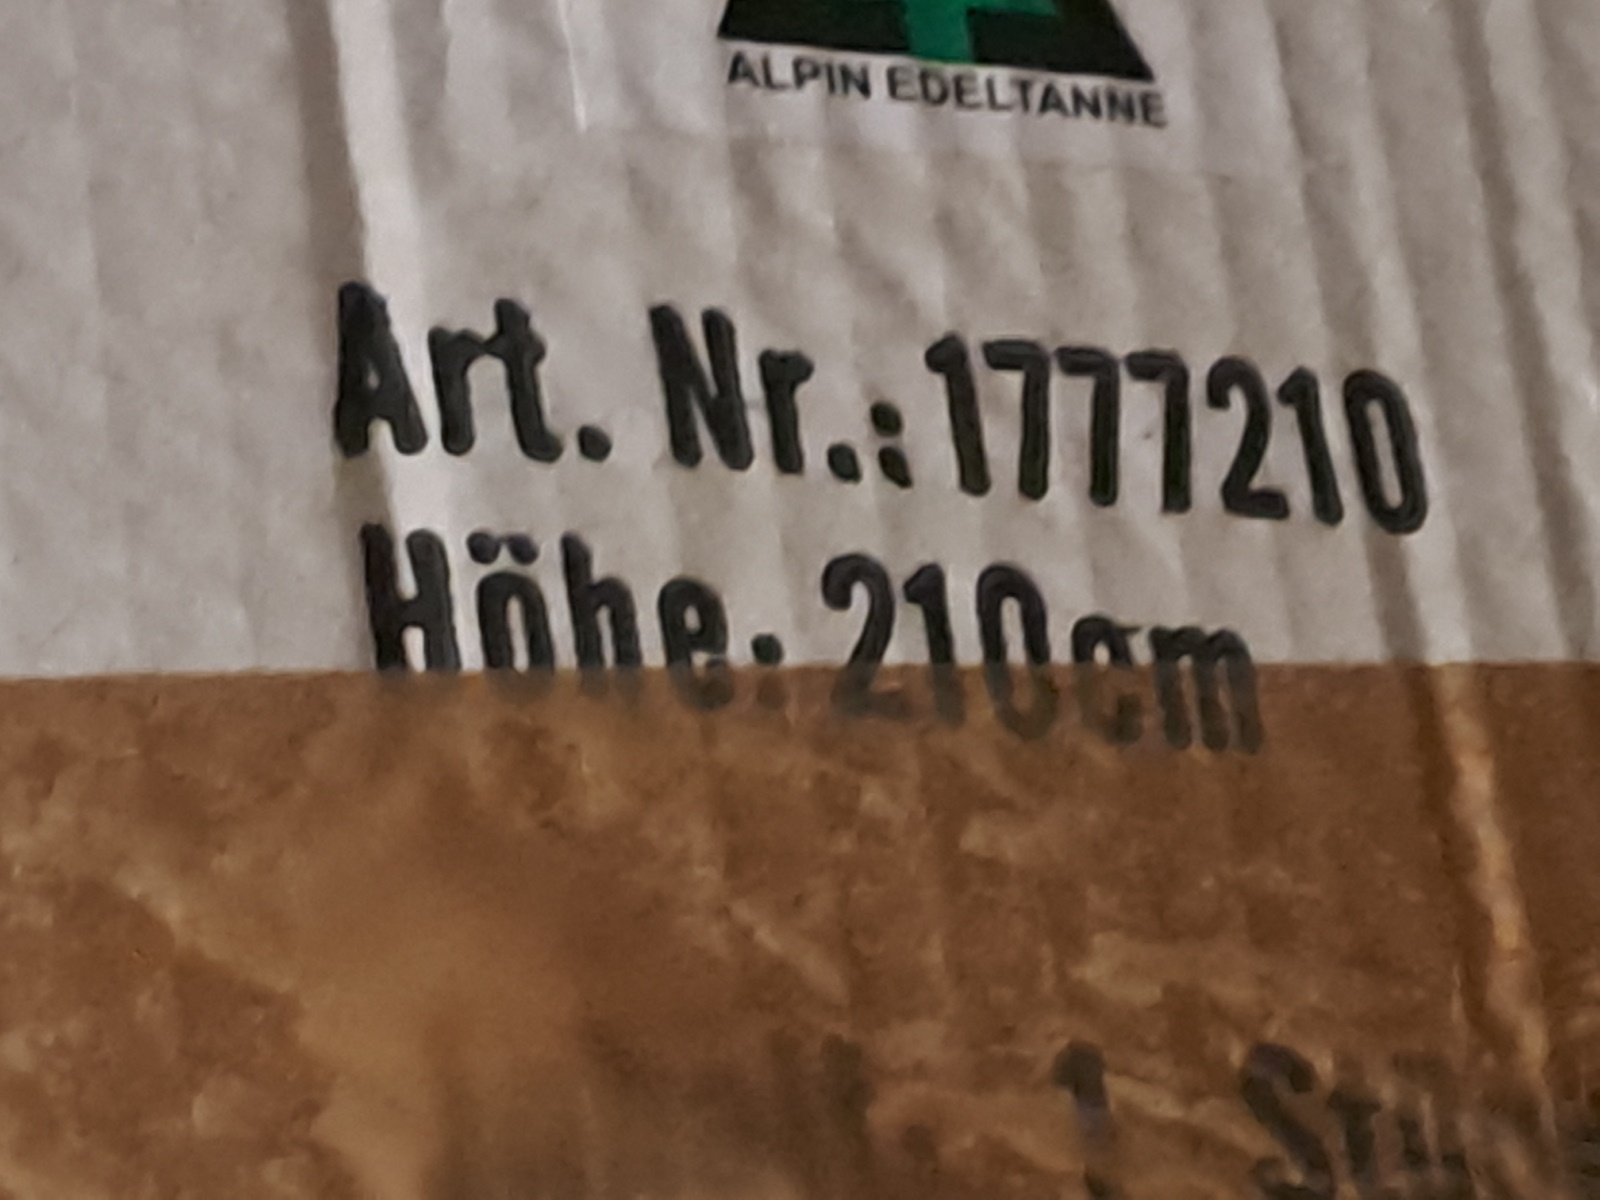 ALPIN EDELTANNE
Art. Nr.: 1777210
Höhe: 210cm
1